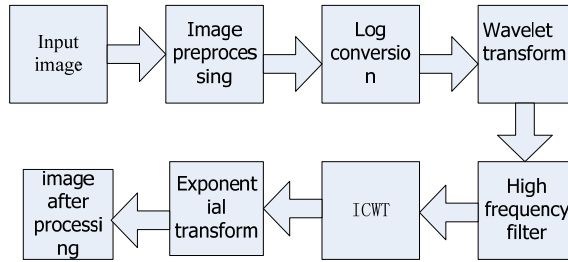 Input
image
Image
preproces
sing
Log
conversio
n
Wavelet
transform
High
frequency
filter
ICWT
Exponent
ial
transform
image
after
processi
ng